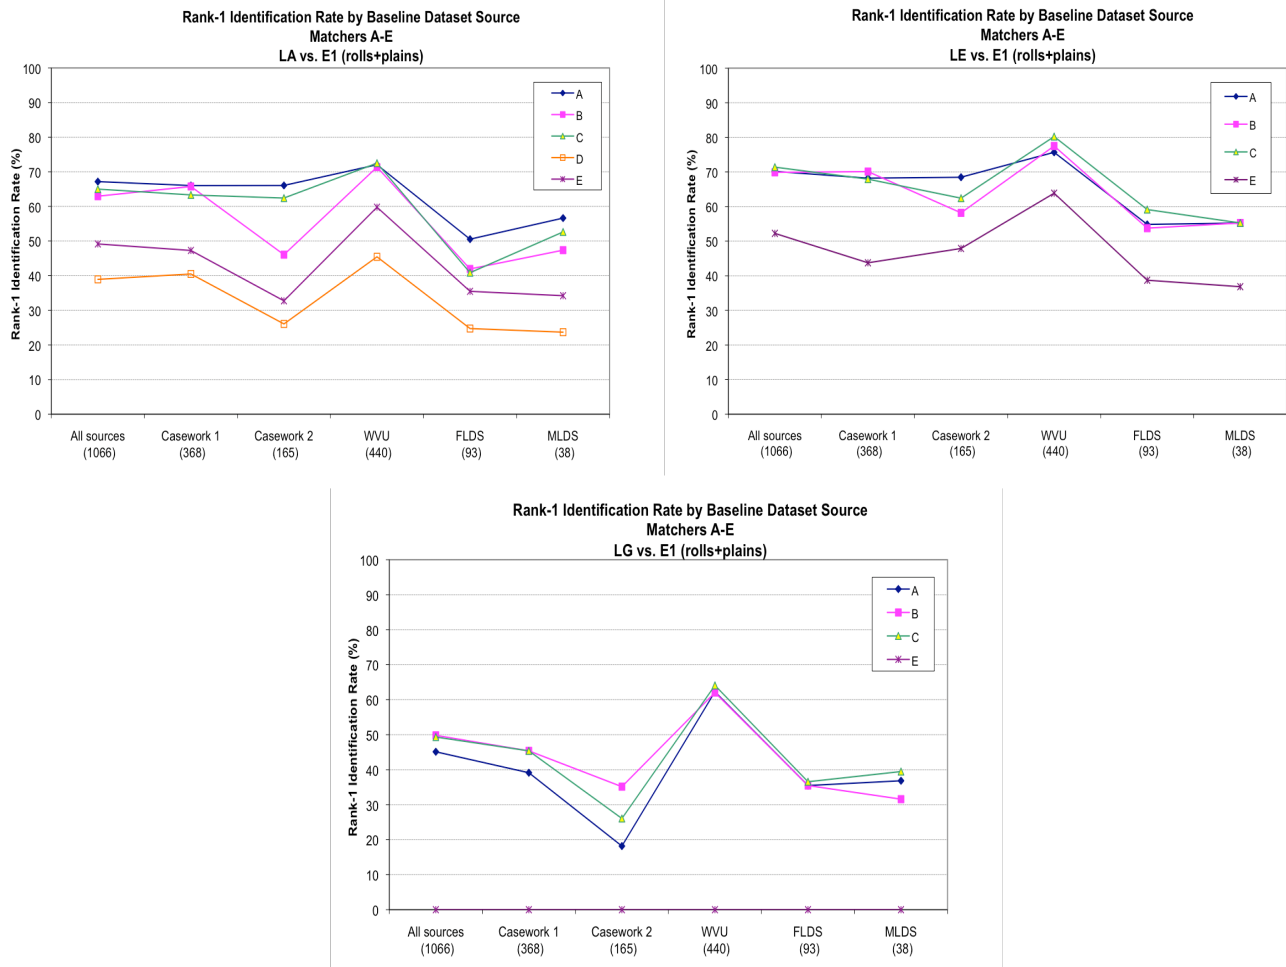 Rank-1 Identification Rate by Baseline Dataset Source
Matchers A-E
LA vs. E1 (rolls+plains)
Rank-1 Identification Rate (%)
100
90
80
70
60
50
40
30
20
10
0
A
B
C
D
E
All sources Casework 1 Casework 2 WVU FLDS MLDS
(1066) (368) (165) (440) (93) (38)
Rank-1 Identification Rate by Baseline Dataset Source
Matchers A-E
LE vs. E1 (rolls+plains)
Rank-1 Identification Rate (%)
100
90
80
70
60
50
40
30
20
10
0
A
B
C
E
All sources Casework 1 Casework 2 WVU FLDS MLDS
(1066) (368) (165) (440) (93) (38)
Rank-1 Identification Rate by Baseline Dataset Source
Matchers A-E
LG vs. E1 (rolls+plains)
Rank-1 Identification Rate (%)
100
90
80
70
60
50
40
30
20
10
0
A
B
C
E
All sources Casework 1 Casework 2 WVU FLDS MLDS
(1066) (368) (165) (440) (93) (38)